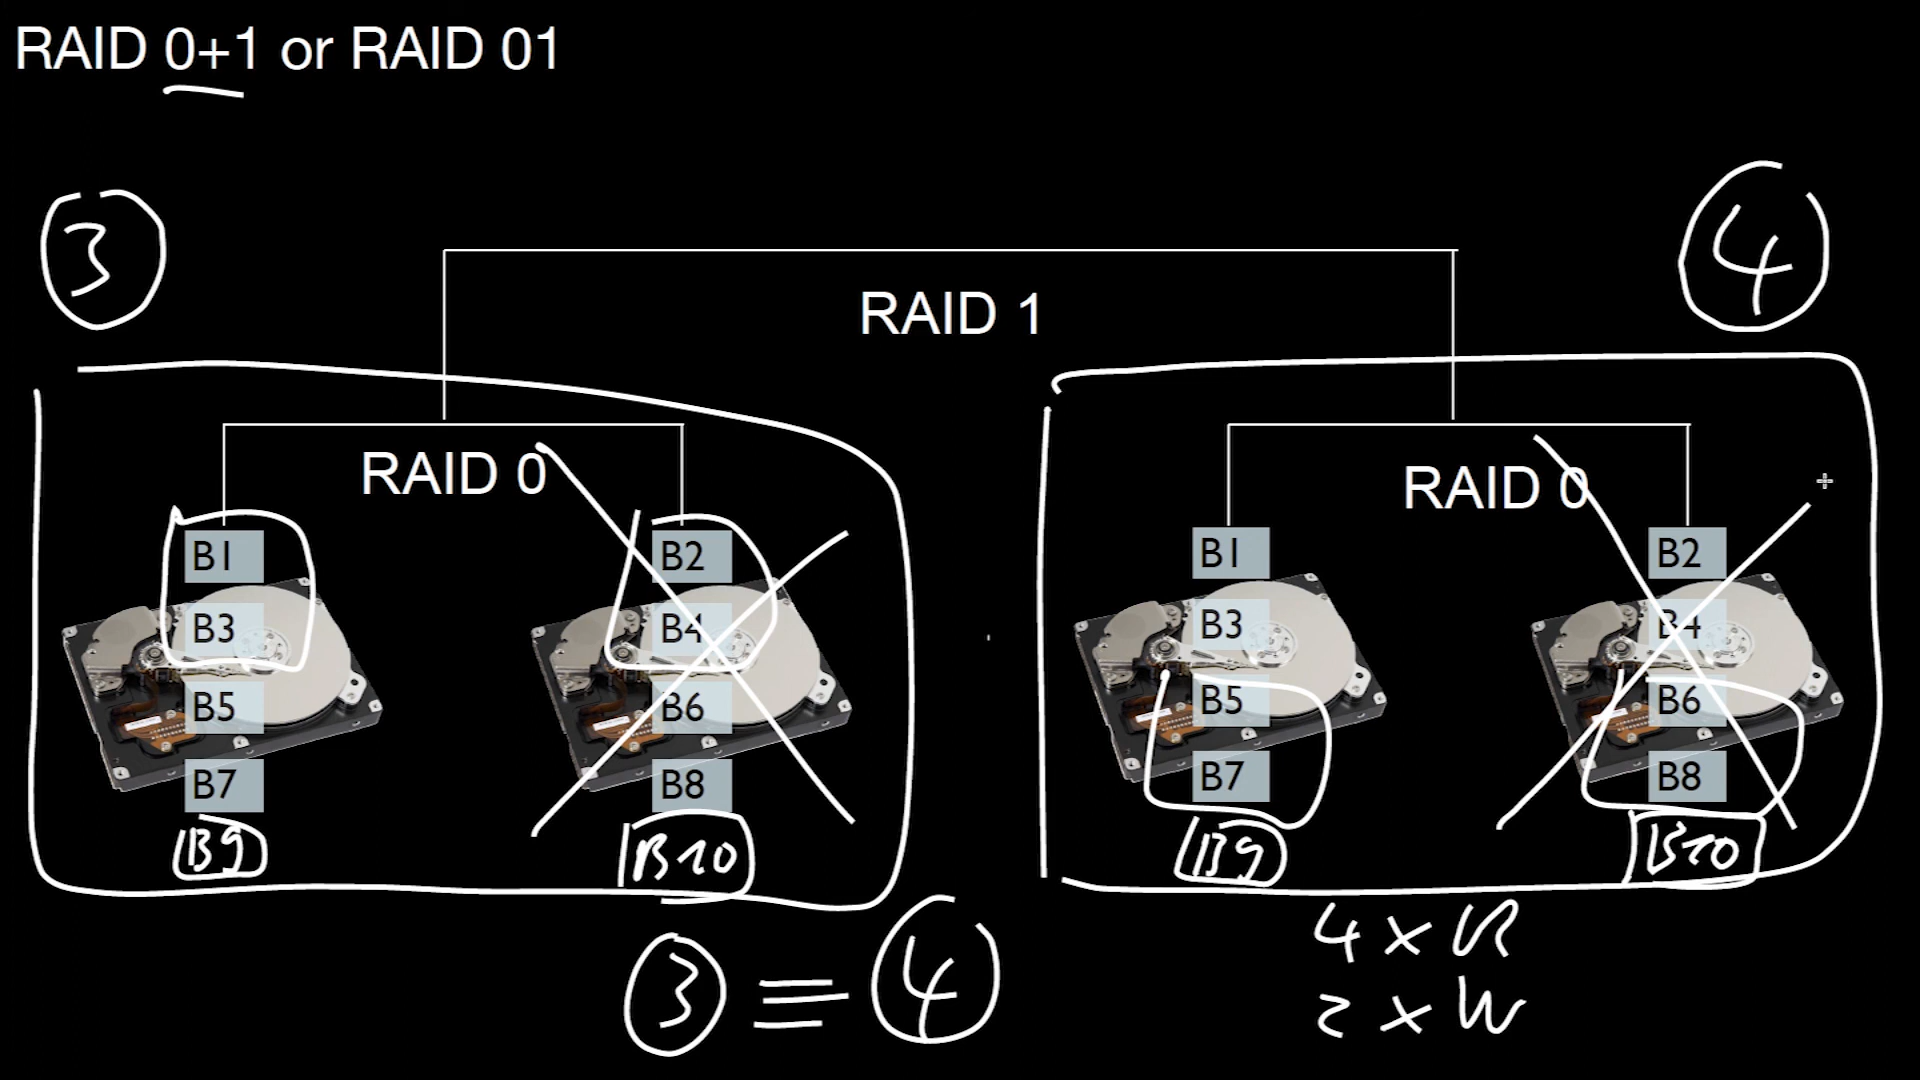 RAID 0+1 or RAID 01
3
4
RAID 1
RAID 0
RAID 0
B1
B2
B1
B2
B3
B4
B3
B4
B5
B6
B5
B6
B7
B8
B7
B8
B9
B10
B9
B10
3 ≡ 4
4 × R
2 × W